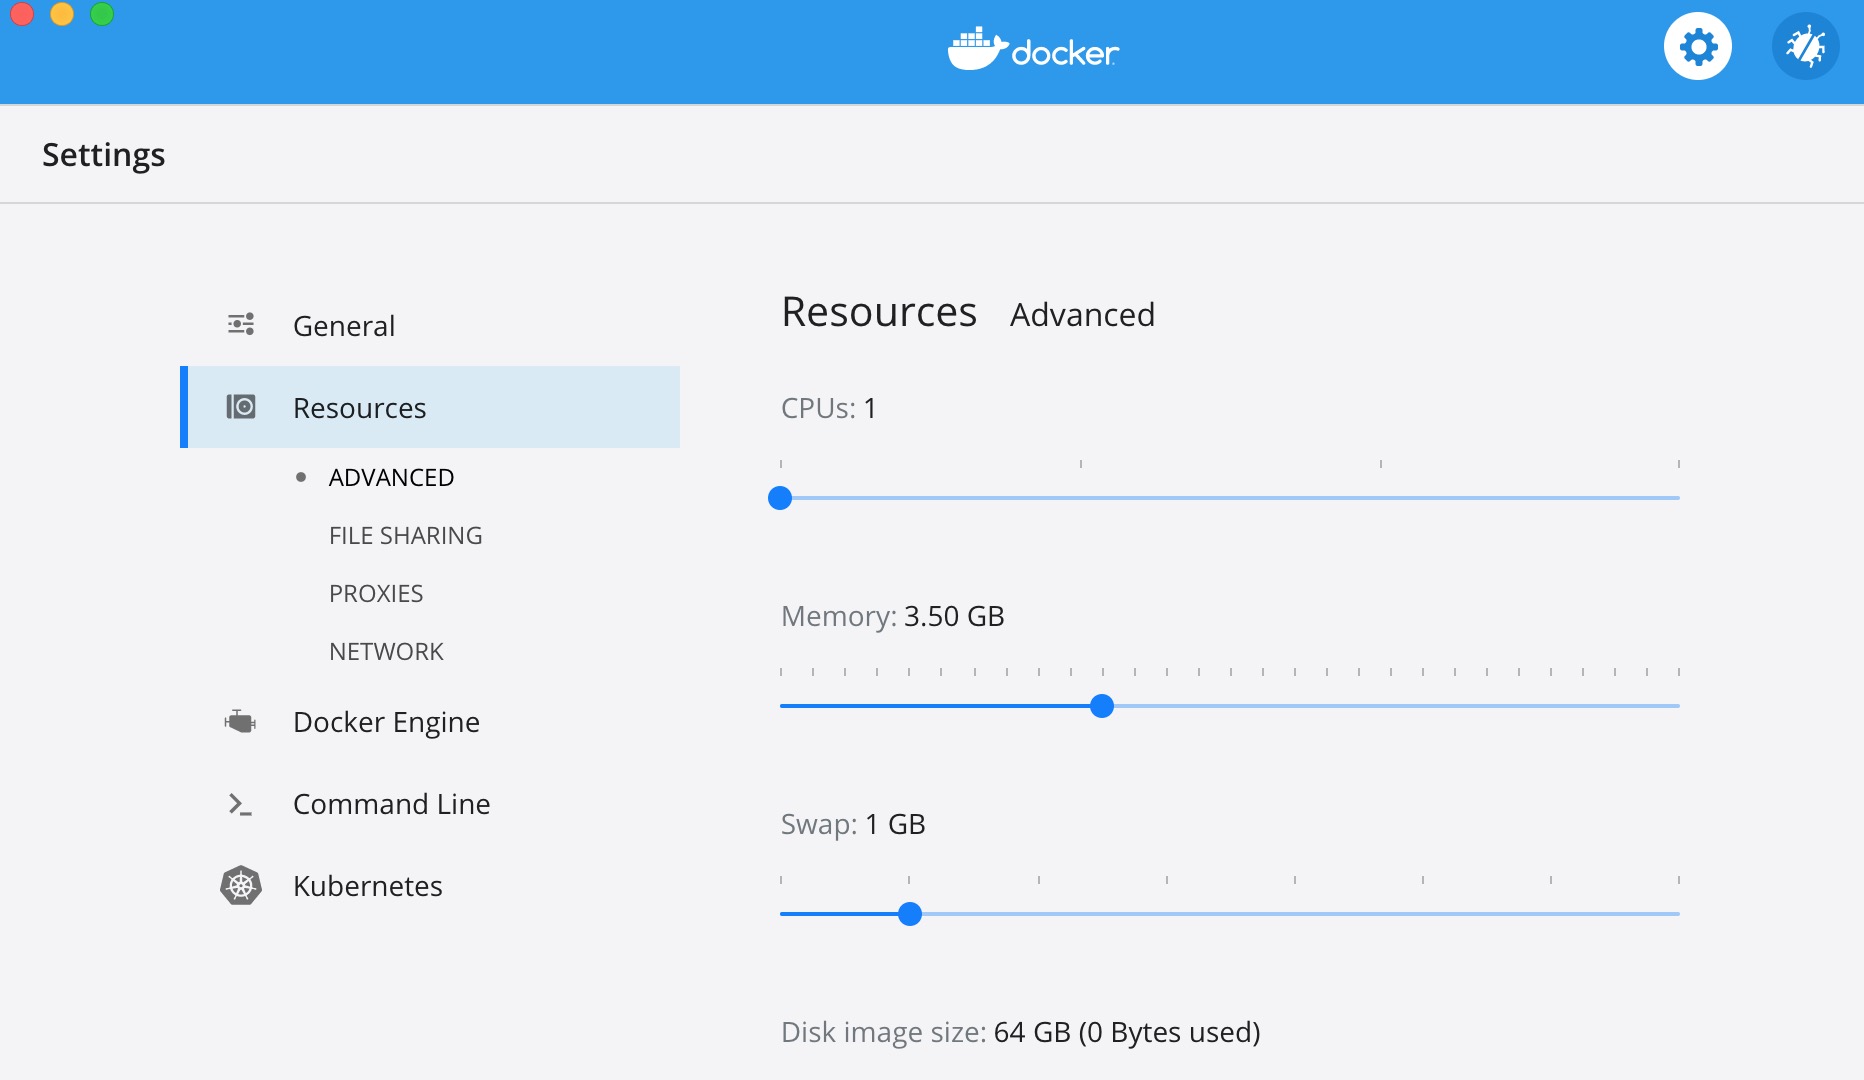 docker
Settings
General
Resources
ADVANCED
FILE SHARING
PROXIES
NETWORK
Docker Engine
Command Line
Kubernetes
Resources Advanced
CPUs: 1
Memory: 3.50 GB
Swap: 1 GB
Disk image size: 64 GB (0 Bytes used)